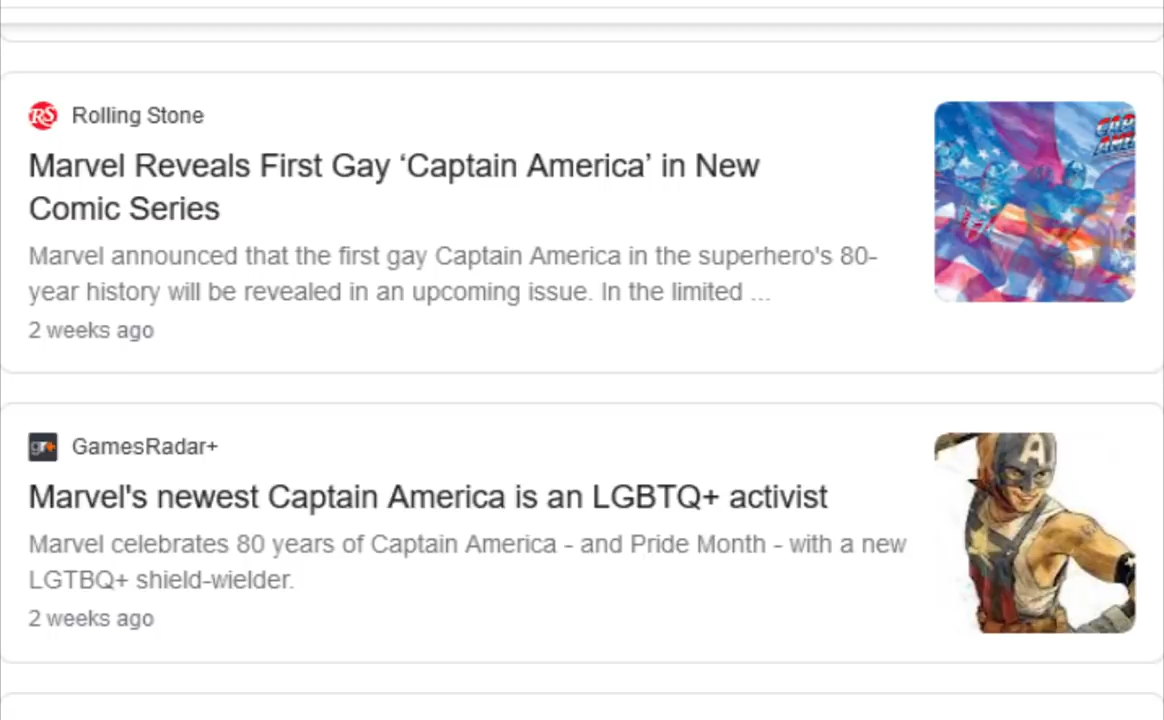 Rolling Stone
Marvel Reveals First Gay ‘Captain America’ in New
Comic Series
Marvel announced that the first gay Captain America in the superhero's 80-
year history will be revealed in an upcoming issue. In the limited ...
2 weeks ago
GamesRadar+
Marvel's newest Captain America is an LGBTQ+ activist
Marvel celebrates 80 years of Captain America - and Pride Month - with a new
LGTBQ+ shield-wielder.
2 weeks ago